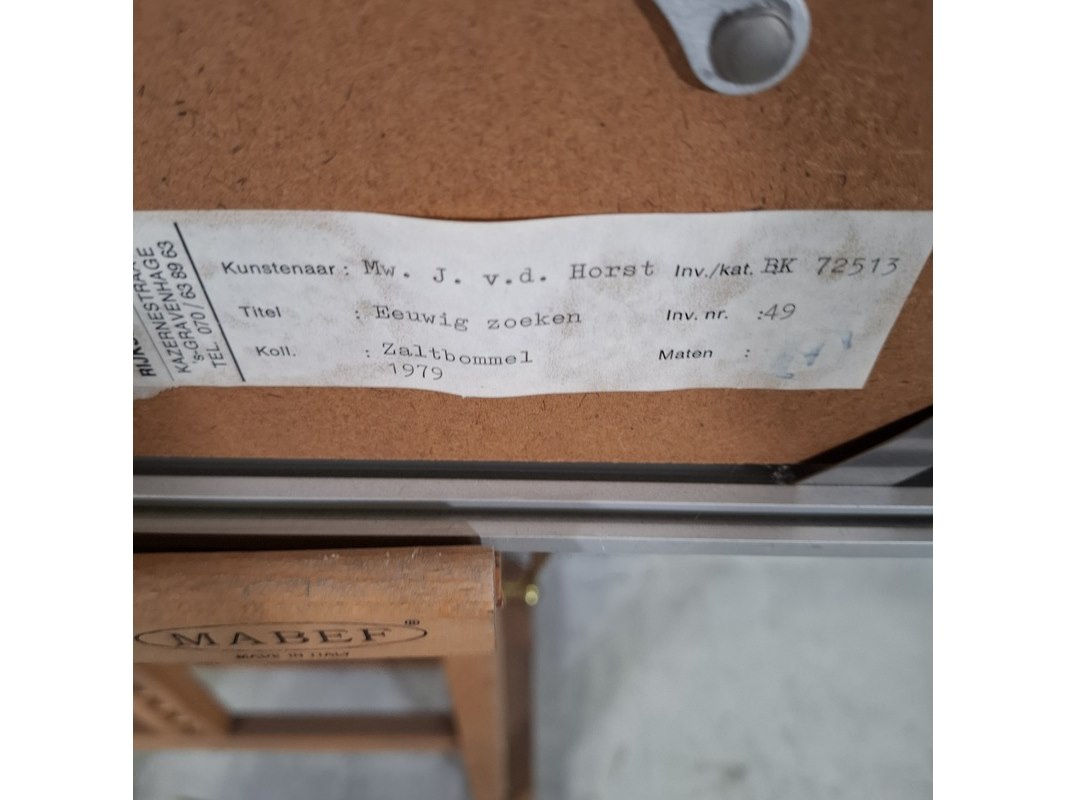 RIJKS
KAZERNESTRAAT
's-GRAVENHAGE
TEL. 070/63 89 63
Kunstenaar : Mw. J. v.d. Horst Inv./kat. BK 72513
Titel : Eeuwig zoeken Inv. nr. :49
Koll. : Zaltbommel Maten :
1979
MABEF®
MADE IN ITALY